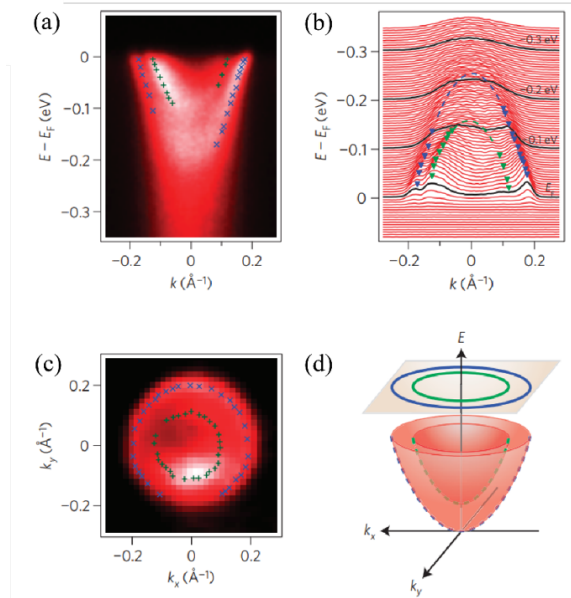 (a)
0
−0.1
−0.2
−0.3
E − E_F (eV)
−0.2
0
0.2
k (Å⁻¹)
(b)
−0.3
−0.2
−0.1
0
E − E_F (eV)
−0.3 eV
−0.2 eV
−0.1 eV
E_F
−0.2
0
0.2
k (Å⁻¹)
(c)
0.2
0
−0.2
k_y (Å⁻¹)
−0.2
0
0.2
k_x (Å⁻¹)
(d)
E
k_x
k_y